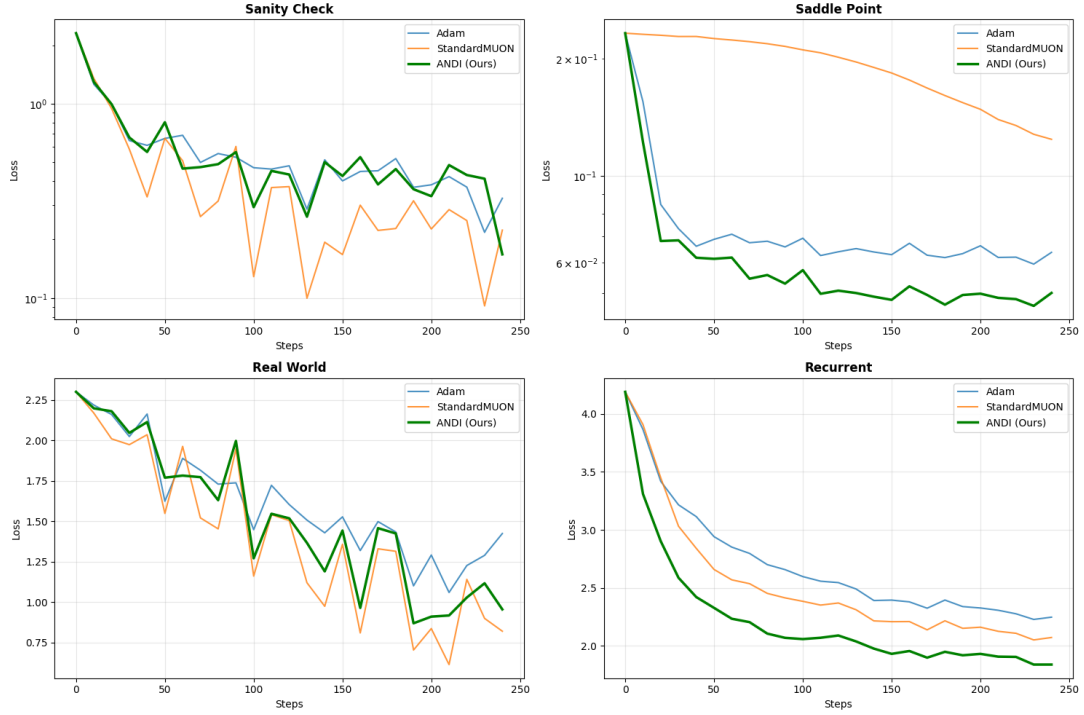 Sanity Check
Adam
StandardMUON
ANDI (Ours)
10⁰
10⁻¹
Loss
0
50
100
150
200
250
Steps
Saddle Point
Adam
StandardMUON
ANDI (Ours)
2 × 10⁻¹
10⁻¹
6 × 10⁻²
Loss
0
50
100
150
200
250
Steps
Real World
Adam
StandardMUON
ANDI (Ours)
2.25
2.00
1.75
1.50
1.25
1.00
0.75
Loss
0
50
100
150
200
250
Steps
Recurrent
Adam
StandardMUON
ANDI (Ours)
4.0
3.5
3.0
2.5
2.0
Loss
0
50
100
150
200
250
Steps